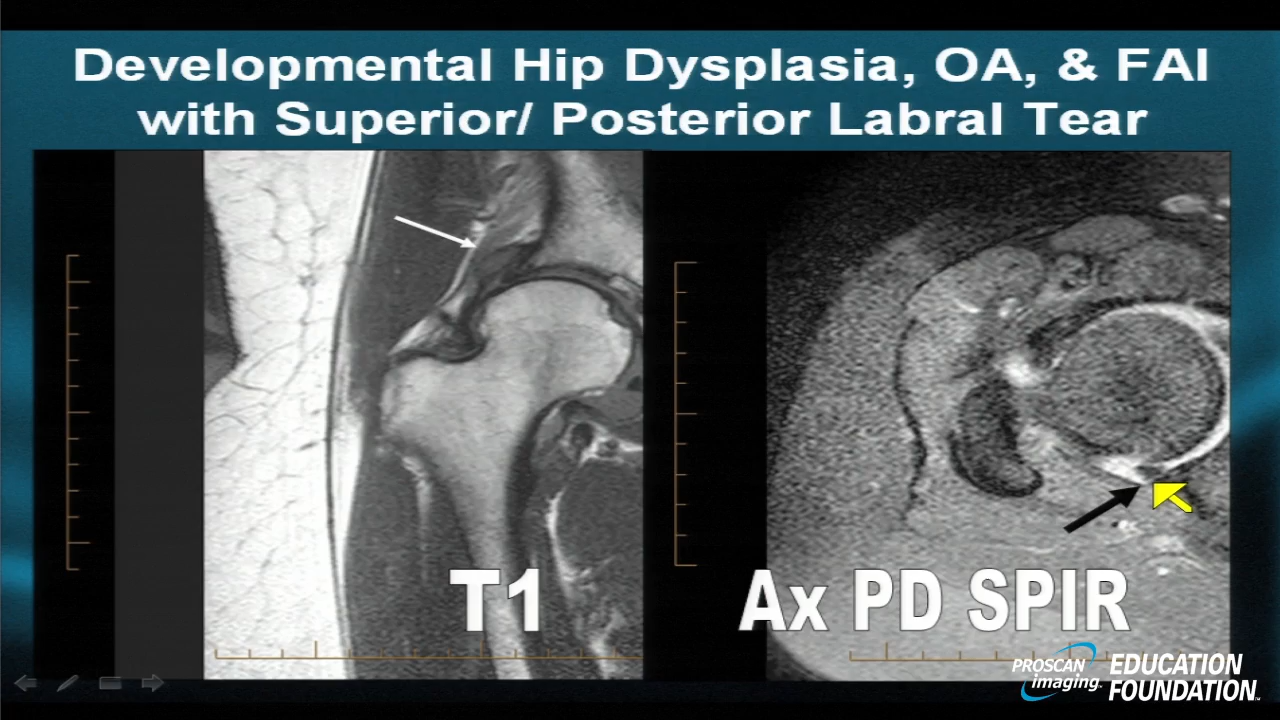 Developmental Hip Dysplasia, OA, & FAI
with Superior/ Posterior Labral Tear
T1
Ax PD SPIR
PROSCAN
imaging
EDUCATION
FOUNDATION